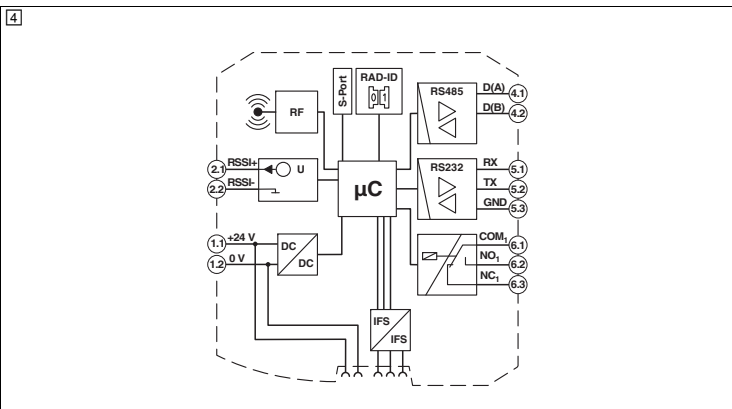 4
S-Port
RAD-ID
0 1
RF
RS485
D(A)
4.1
D(B)
4.2
2.1
RSSI+
U
2.2
RSSI-
µC
RS232
RX
5.1
TX
5.2
GND
5.3
1.1
+24 V
DC
1.2
0 V
DC
COM1
6.1
NO1
6.2
NC1
6.3
IFS
IFS